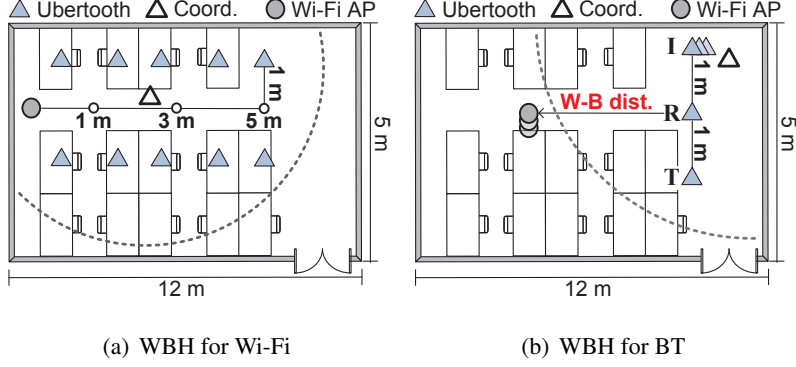 Ubertooth Coord. Wi-Fi AP
1 m
1 m 3 m 5 m
5 m
12 m
(a) WBH for Wi-Fi
Ubertooth Coord. Wi-Fi AP
I
1 m
W-B dist. R
1 m
T
5 m
12 m
(b) WBH for BT